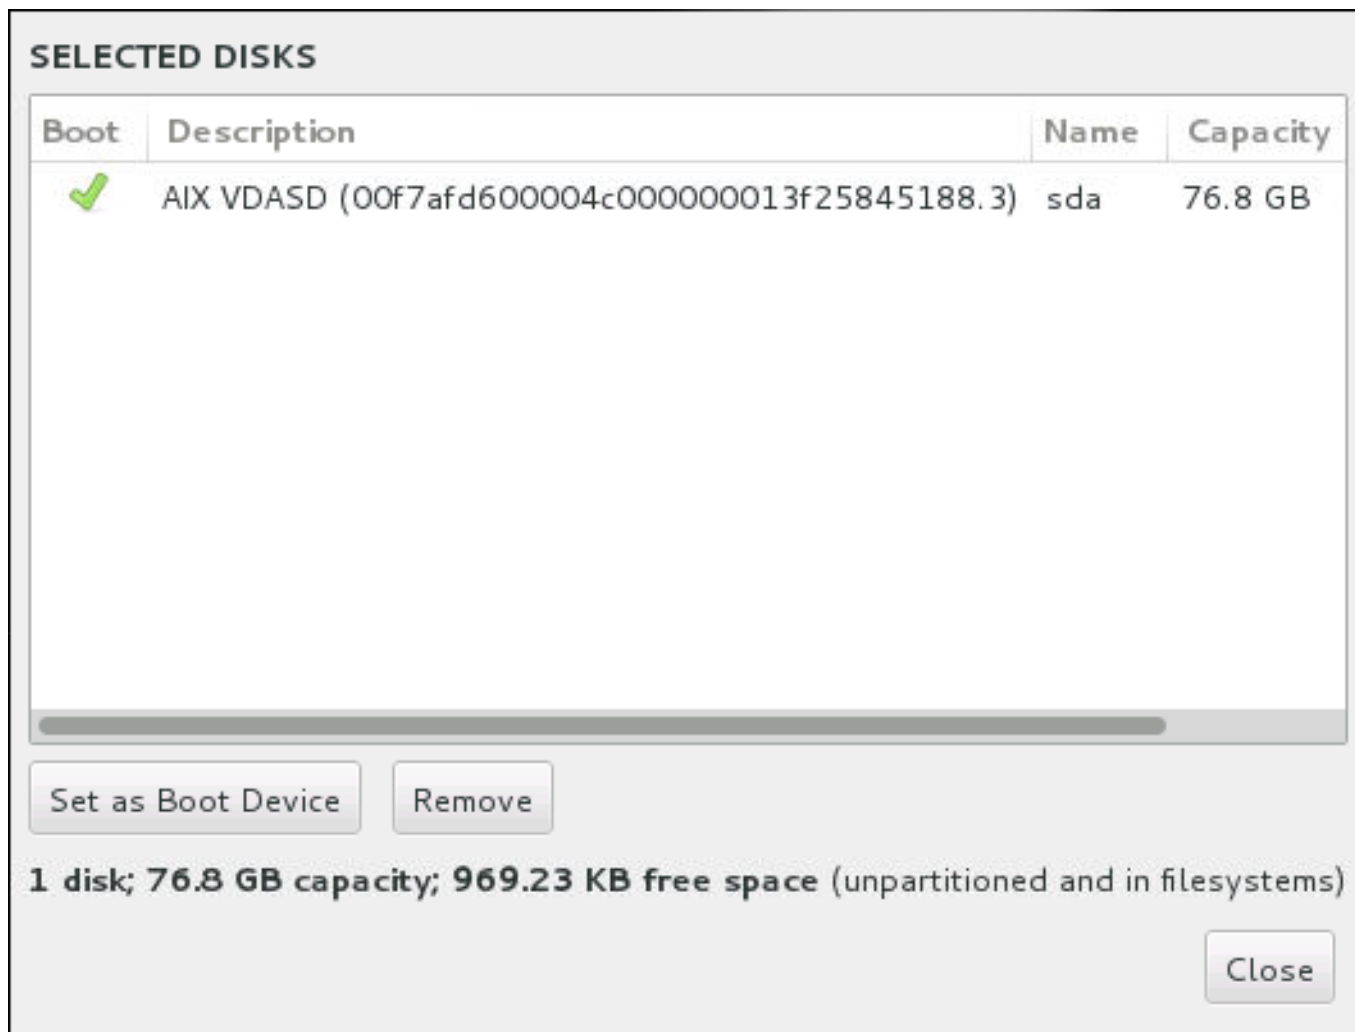 SELECTED DISKS
Boot Description Name Capacity
AIX VDASD (00f7afd600004c000000013f25845188.3) sda 76.8 GB
Set as Boot Device Remove
1 disk; 76.8 GB capacity; 969.23 KB free space (unpartitioned and in filesystems)
Close